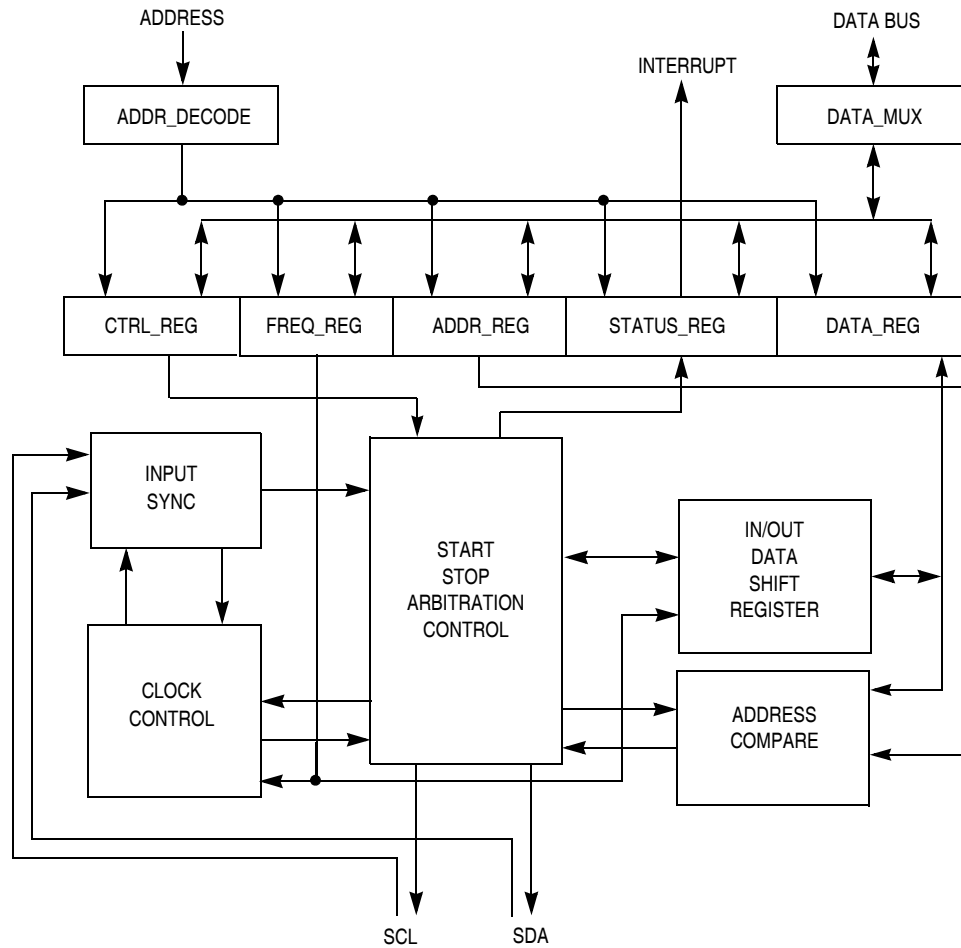 ADDRESS
DATA BUS
INTERRUPT
ADDR_DECODE
DATA_MUX
CTRL_REG
FREQ_REG
ADDR_REG
STATUS_REG
DATA_REG
INPUT
SYNC
START
STOP
ARBITRATION
CONTROL
IN/OUT
DATA
SHIFT
REGISTER
CLOCK
CONTROL
ADDRESS
COMPARE
SCL
SDA